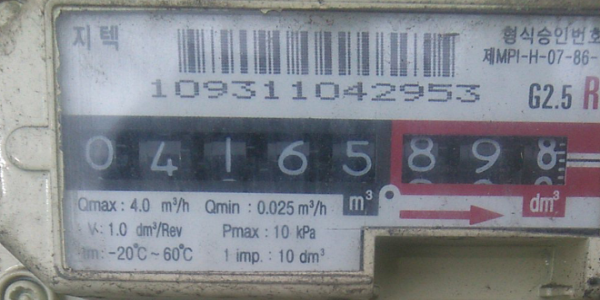 지텍
형식승인번호
제MPI-H-07-86-
109311042953
G2.5 R
04165 898
m³
dm³
Qmax : 4.0 m³/h Qmin : 0.025 m³/h
V : 1.0 dm³/Rev Pmax : 10 kPa
tm : -20°C ~ 60°C 1 imp. : 10 dm³